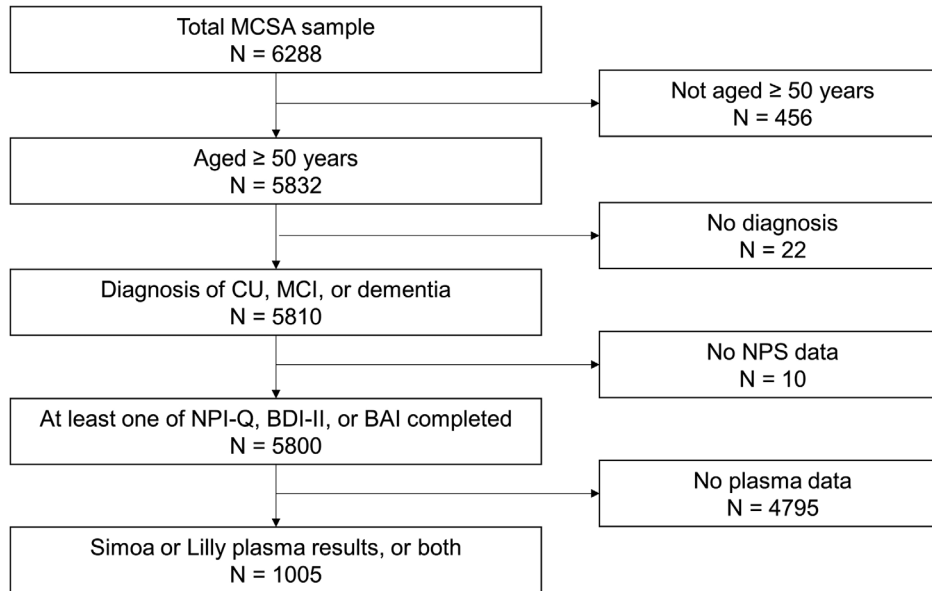 Total MCSA sample
N = 6288
Not aged ≥ 50 years
N = 456
Aged ≥ 50 years
N = 5832
No diagnosis
N = 22
Diagnosis of CU, MCI, or dementia
N = 5810
No NPS data
N = 10
At least one of NPI-Q, BDI-II, or BAI completed
N = 5800
No plasma data
N = 4795
Simoa or Lilly plasma results, or both
N = 1005